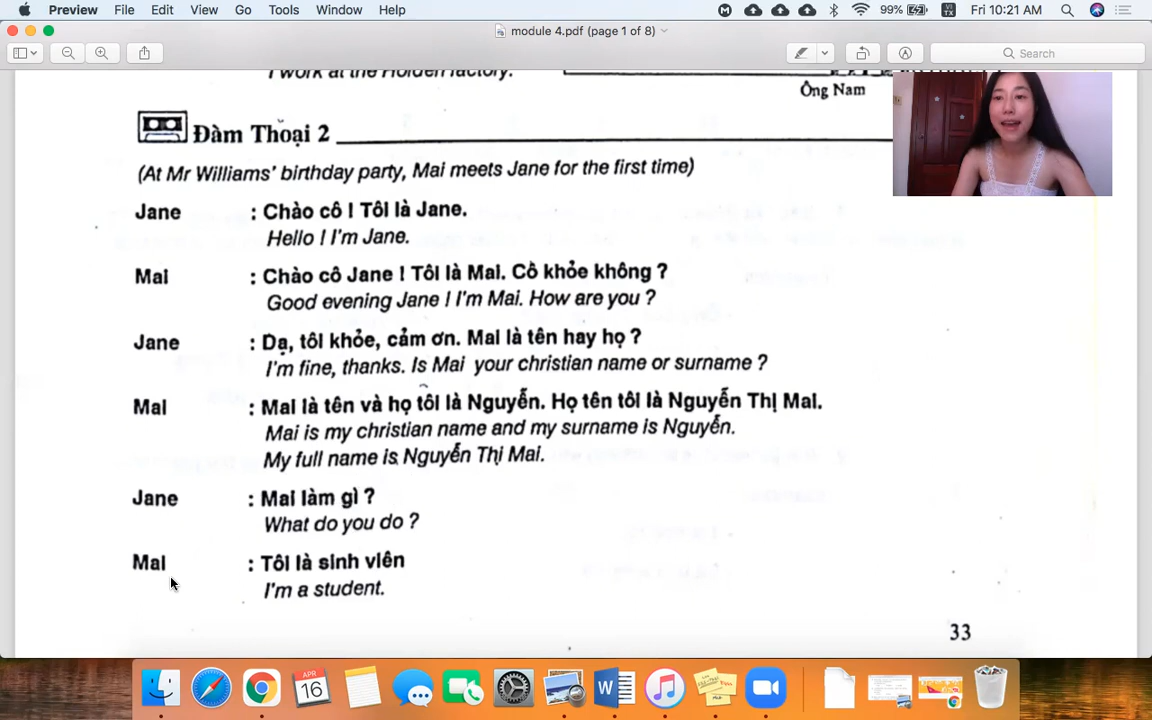 Preview File Edit View Go Tools Window Help 99% VI TX Fri 10:21 AM
module 4.pdf (page 1 of 8)
Search
I work at the Holden factory.
Ông Nam
Đàm Thoại 2
(At Mr Williams' birthday party, Mai meets Jane for the first time)
Jane : Chào cô ! Tôi là Jane.
Hello ! I'm Jane.
Mai : Chào cô Jane ! Tôi là Mai. Cô khỏe không ?
Good evening Jane ! I'm Mai. How are you ?
Jane : Dạ, tôi khỏe, cảm ơn. Mai là tên hay họ ?
I'm fine, thanks. Is Mai your christian name or surname ?
Mai : Mai là tên và họ tôi là Nguyễn. Họ tên tôi là Nguyễn Thị Mai.
Mai is my christian name and my surname is Nguyễn.
My full name is Nguyễn Thị Mai.
Jane : Mai làm gì ?
What do you do ?
Mai : Tôi là sinh viên
I'm a student.
33
APR
16